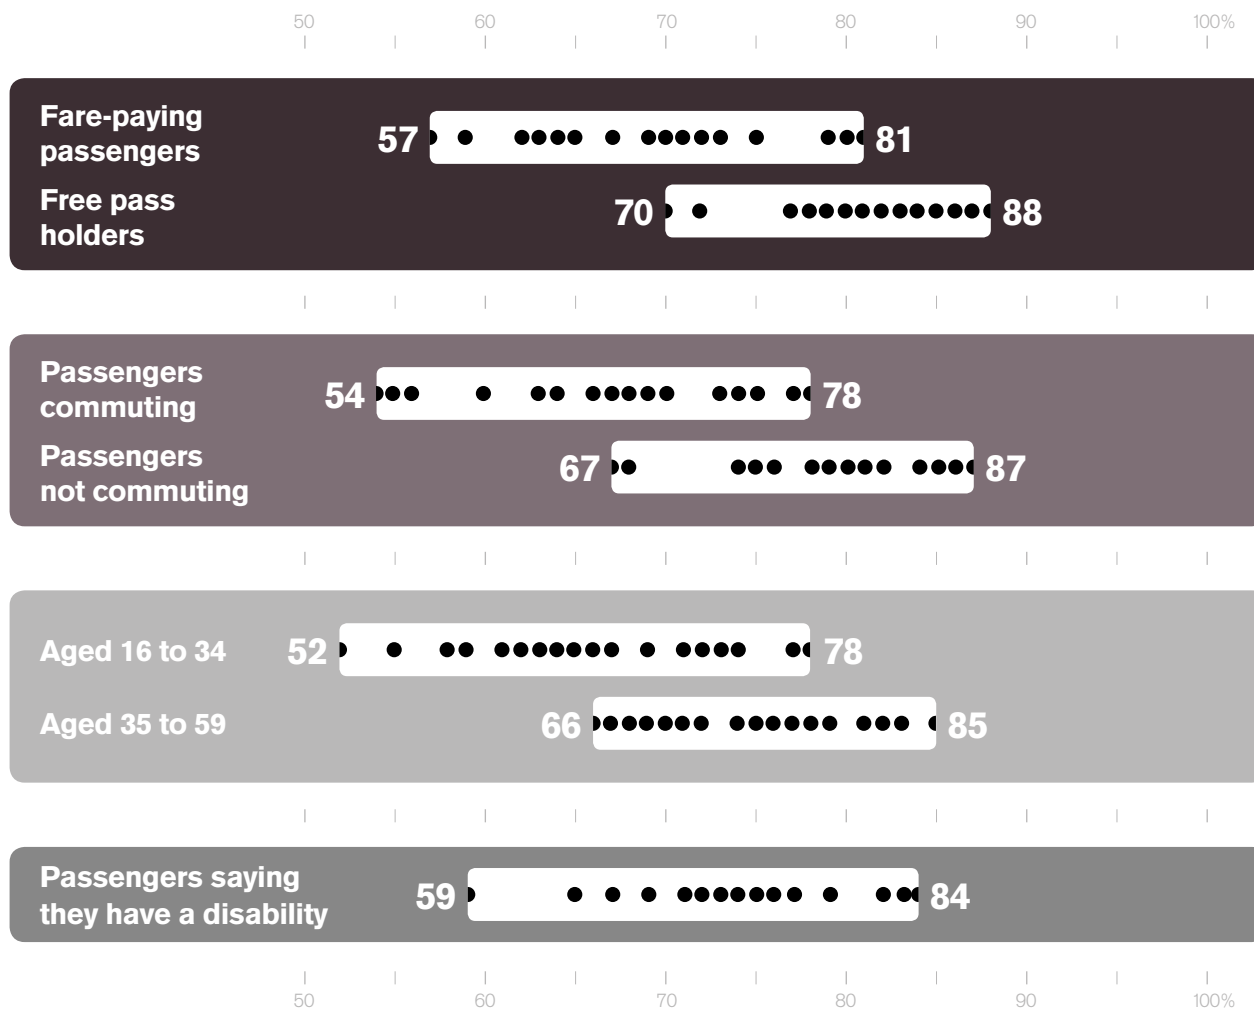 50 60 70 80 90 100%
Fare-paying
passengers
57 81
Free pass
holders
70 88
Passengers
commuting
54 78
Passengers
not commuting
67 87
Aged 16 to 34 52 78
Aged 35 to 59 66 85
Passengers saying
they have a disability
59 84
50 60 70 80 90 100%